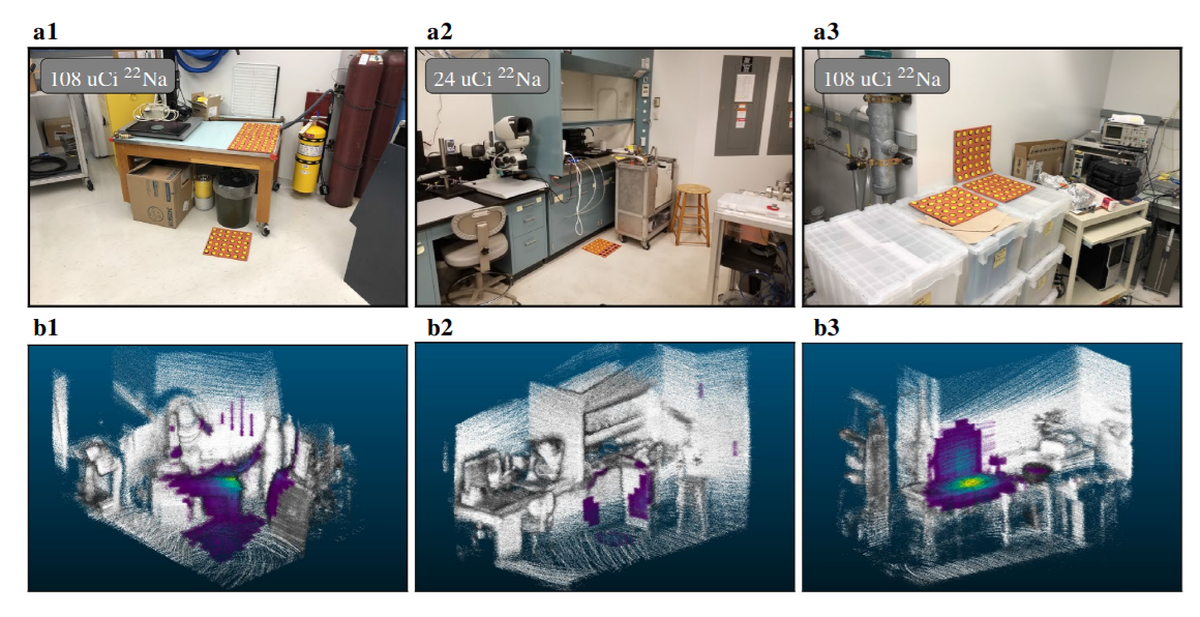 a1
a2
a3
108 uCi ²²Na
24 uCi ²²Na
108 uCi ²²Na
b1
b2
b3